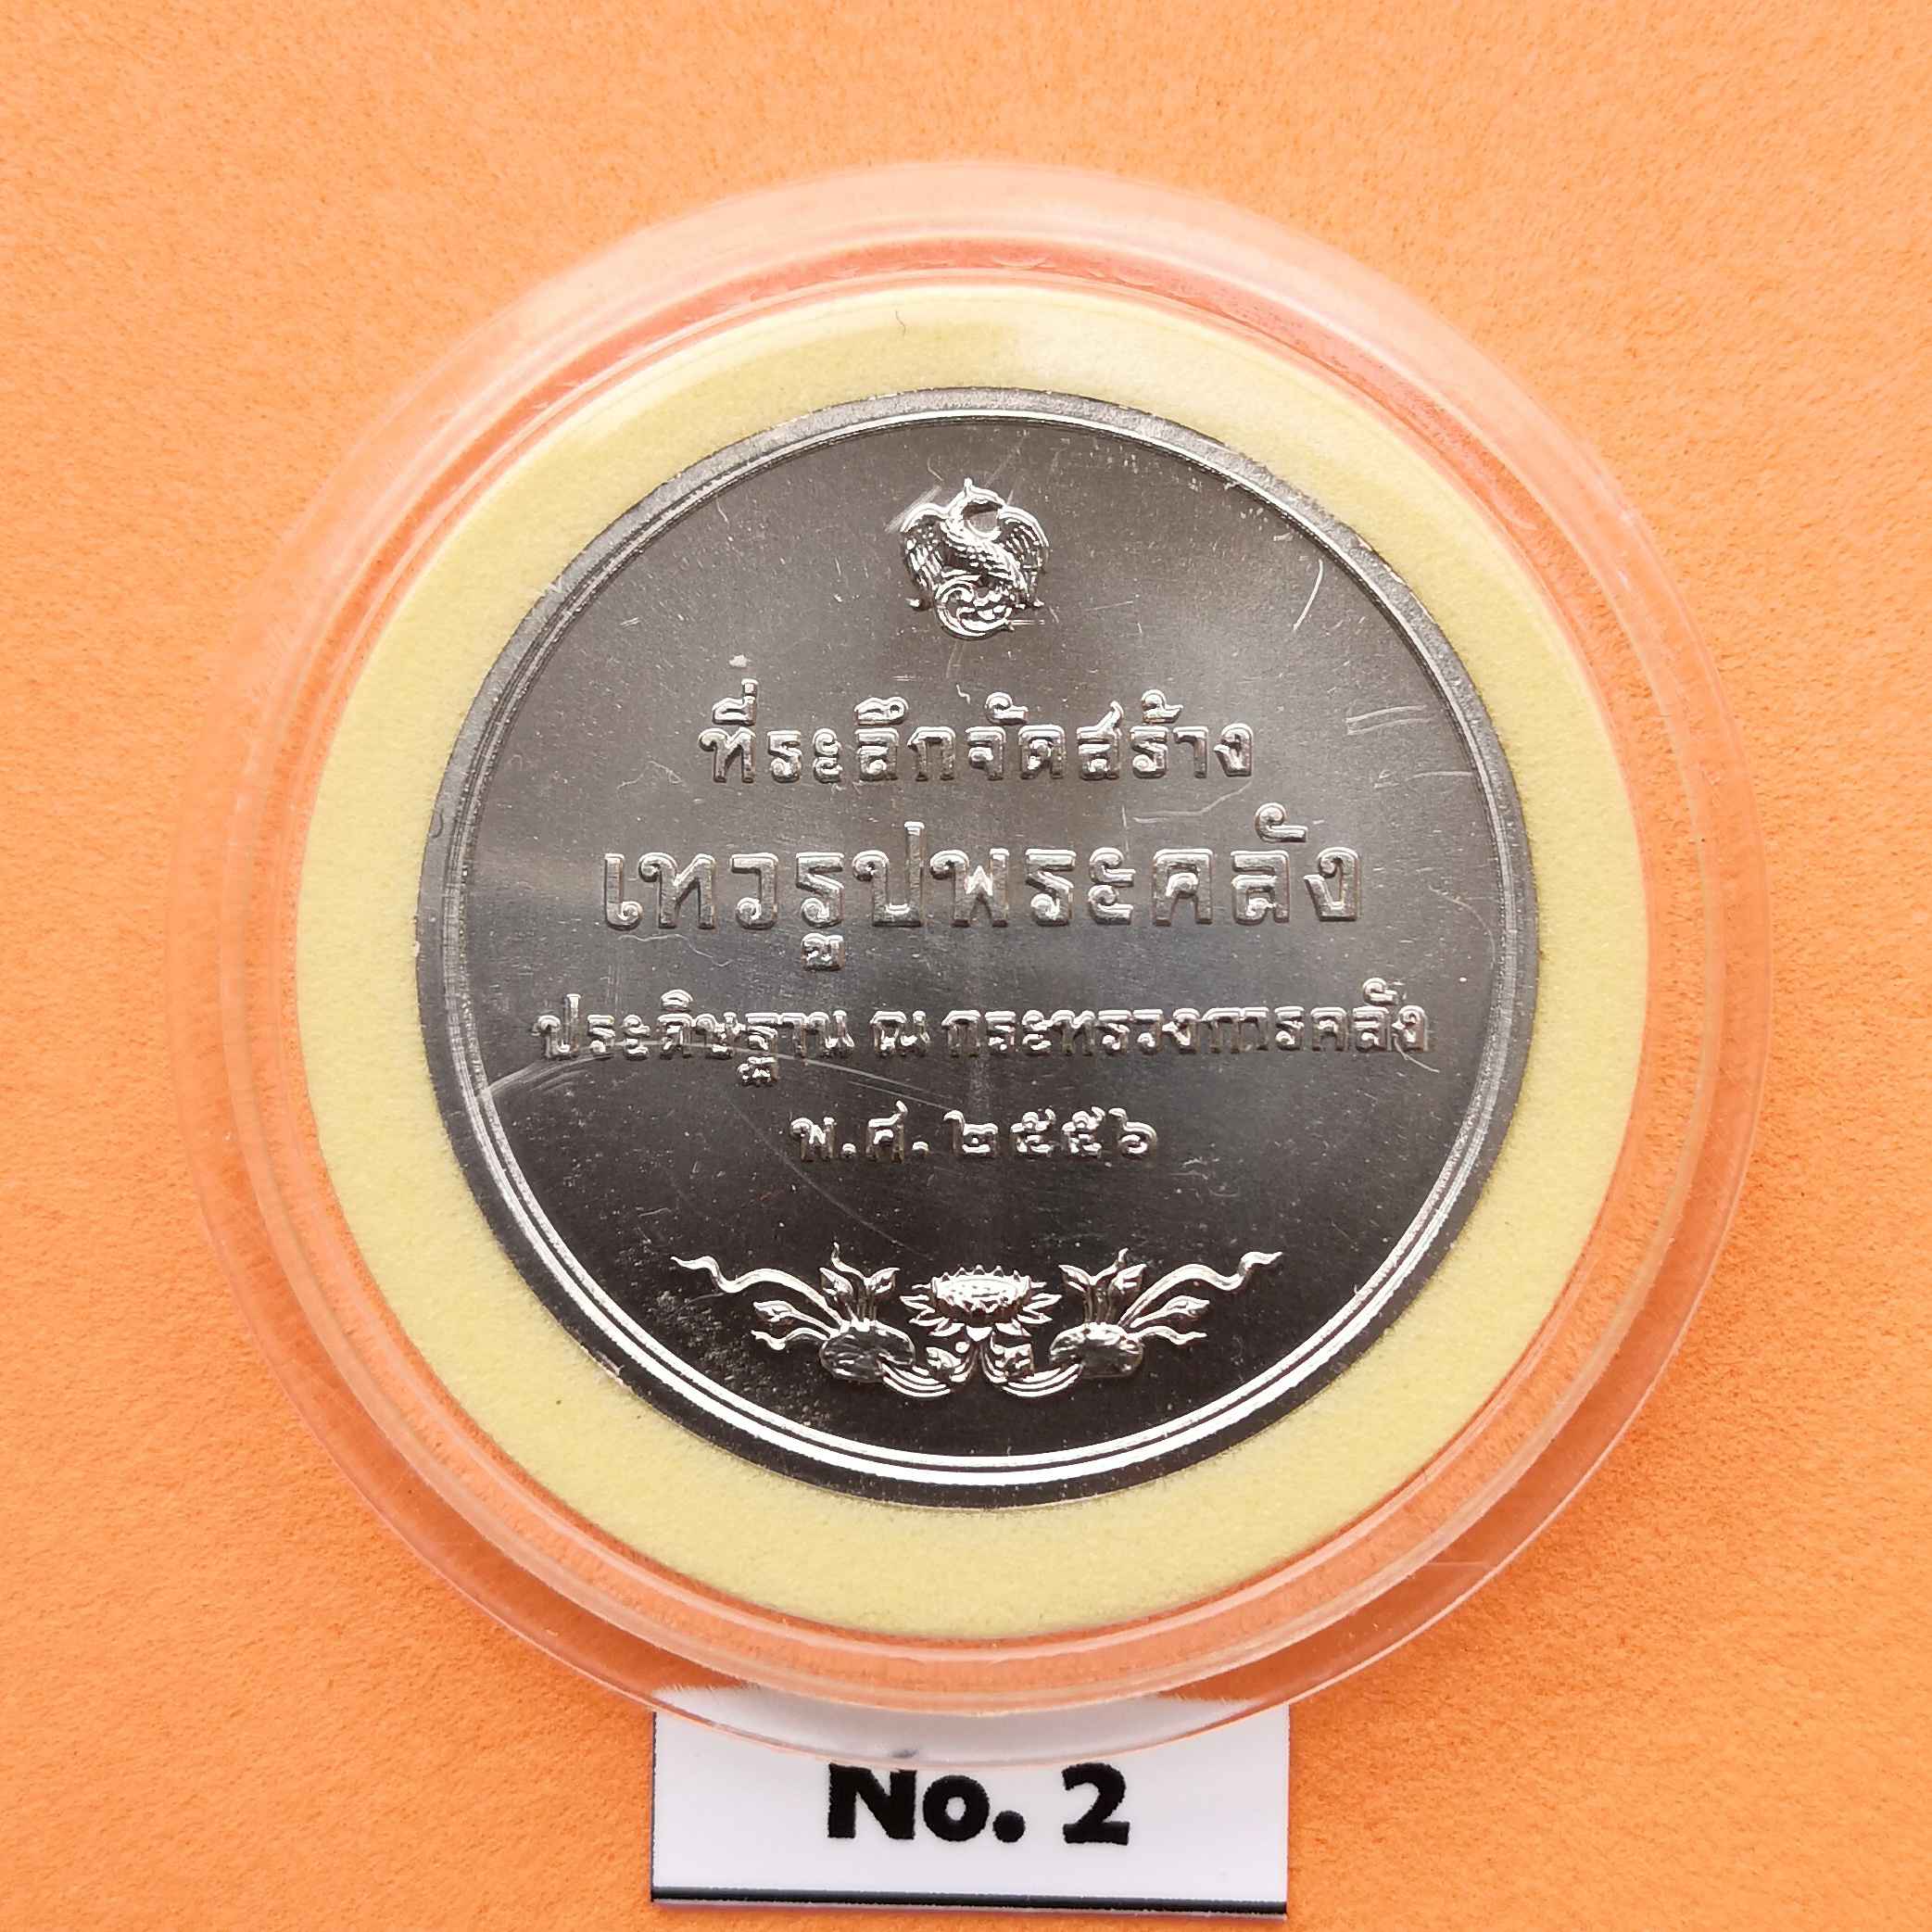 ที่ระลึกจัดสร้าง
เทวรูปพระคลัง
ประดิษฐาน ณ กระทรวงการคลัง
พ.ศ. ๒๕๕๖
No. 2